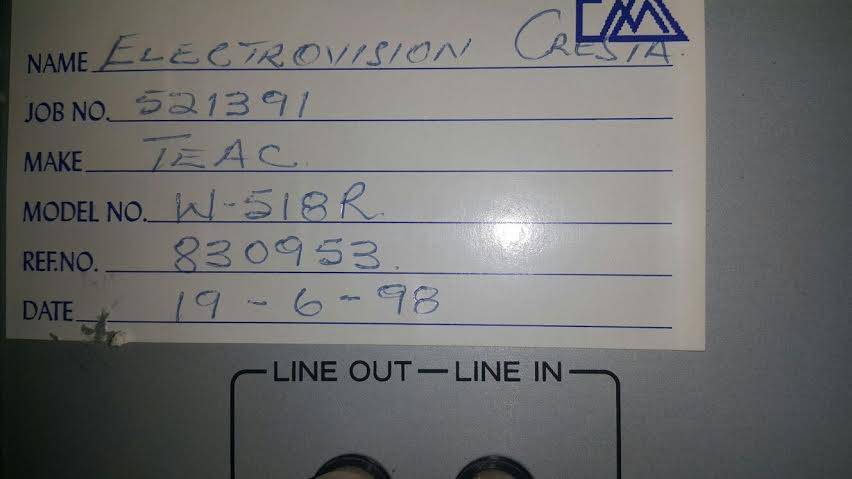 NAME ELECTROVISION CRESTA.
JOB NO. 521391
MAKE TEAC
MODEL NO. W-518R.
REF.NO. 830953.
DATE 19-6-98
LINE OUT LINE IN